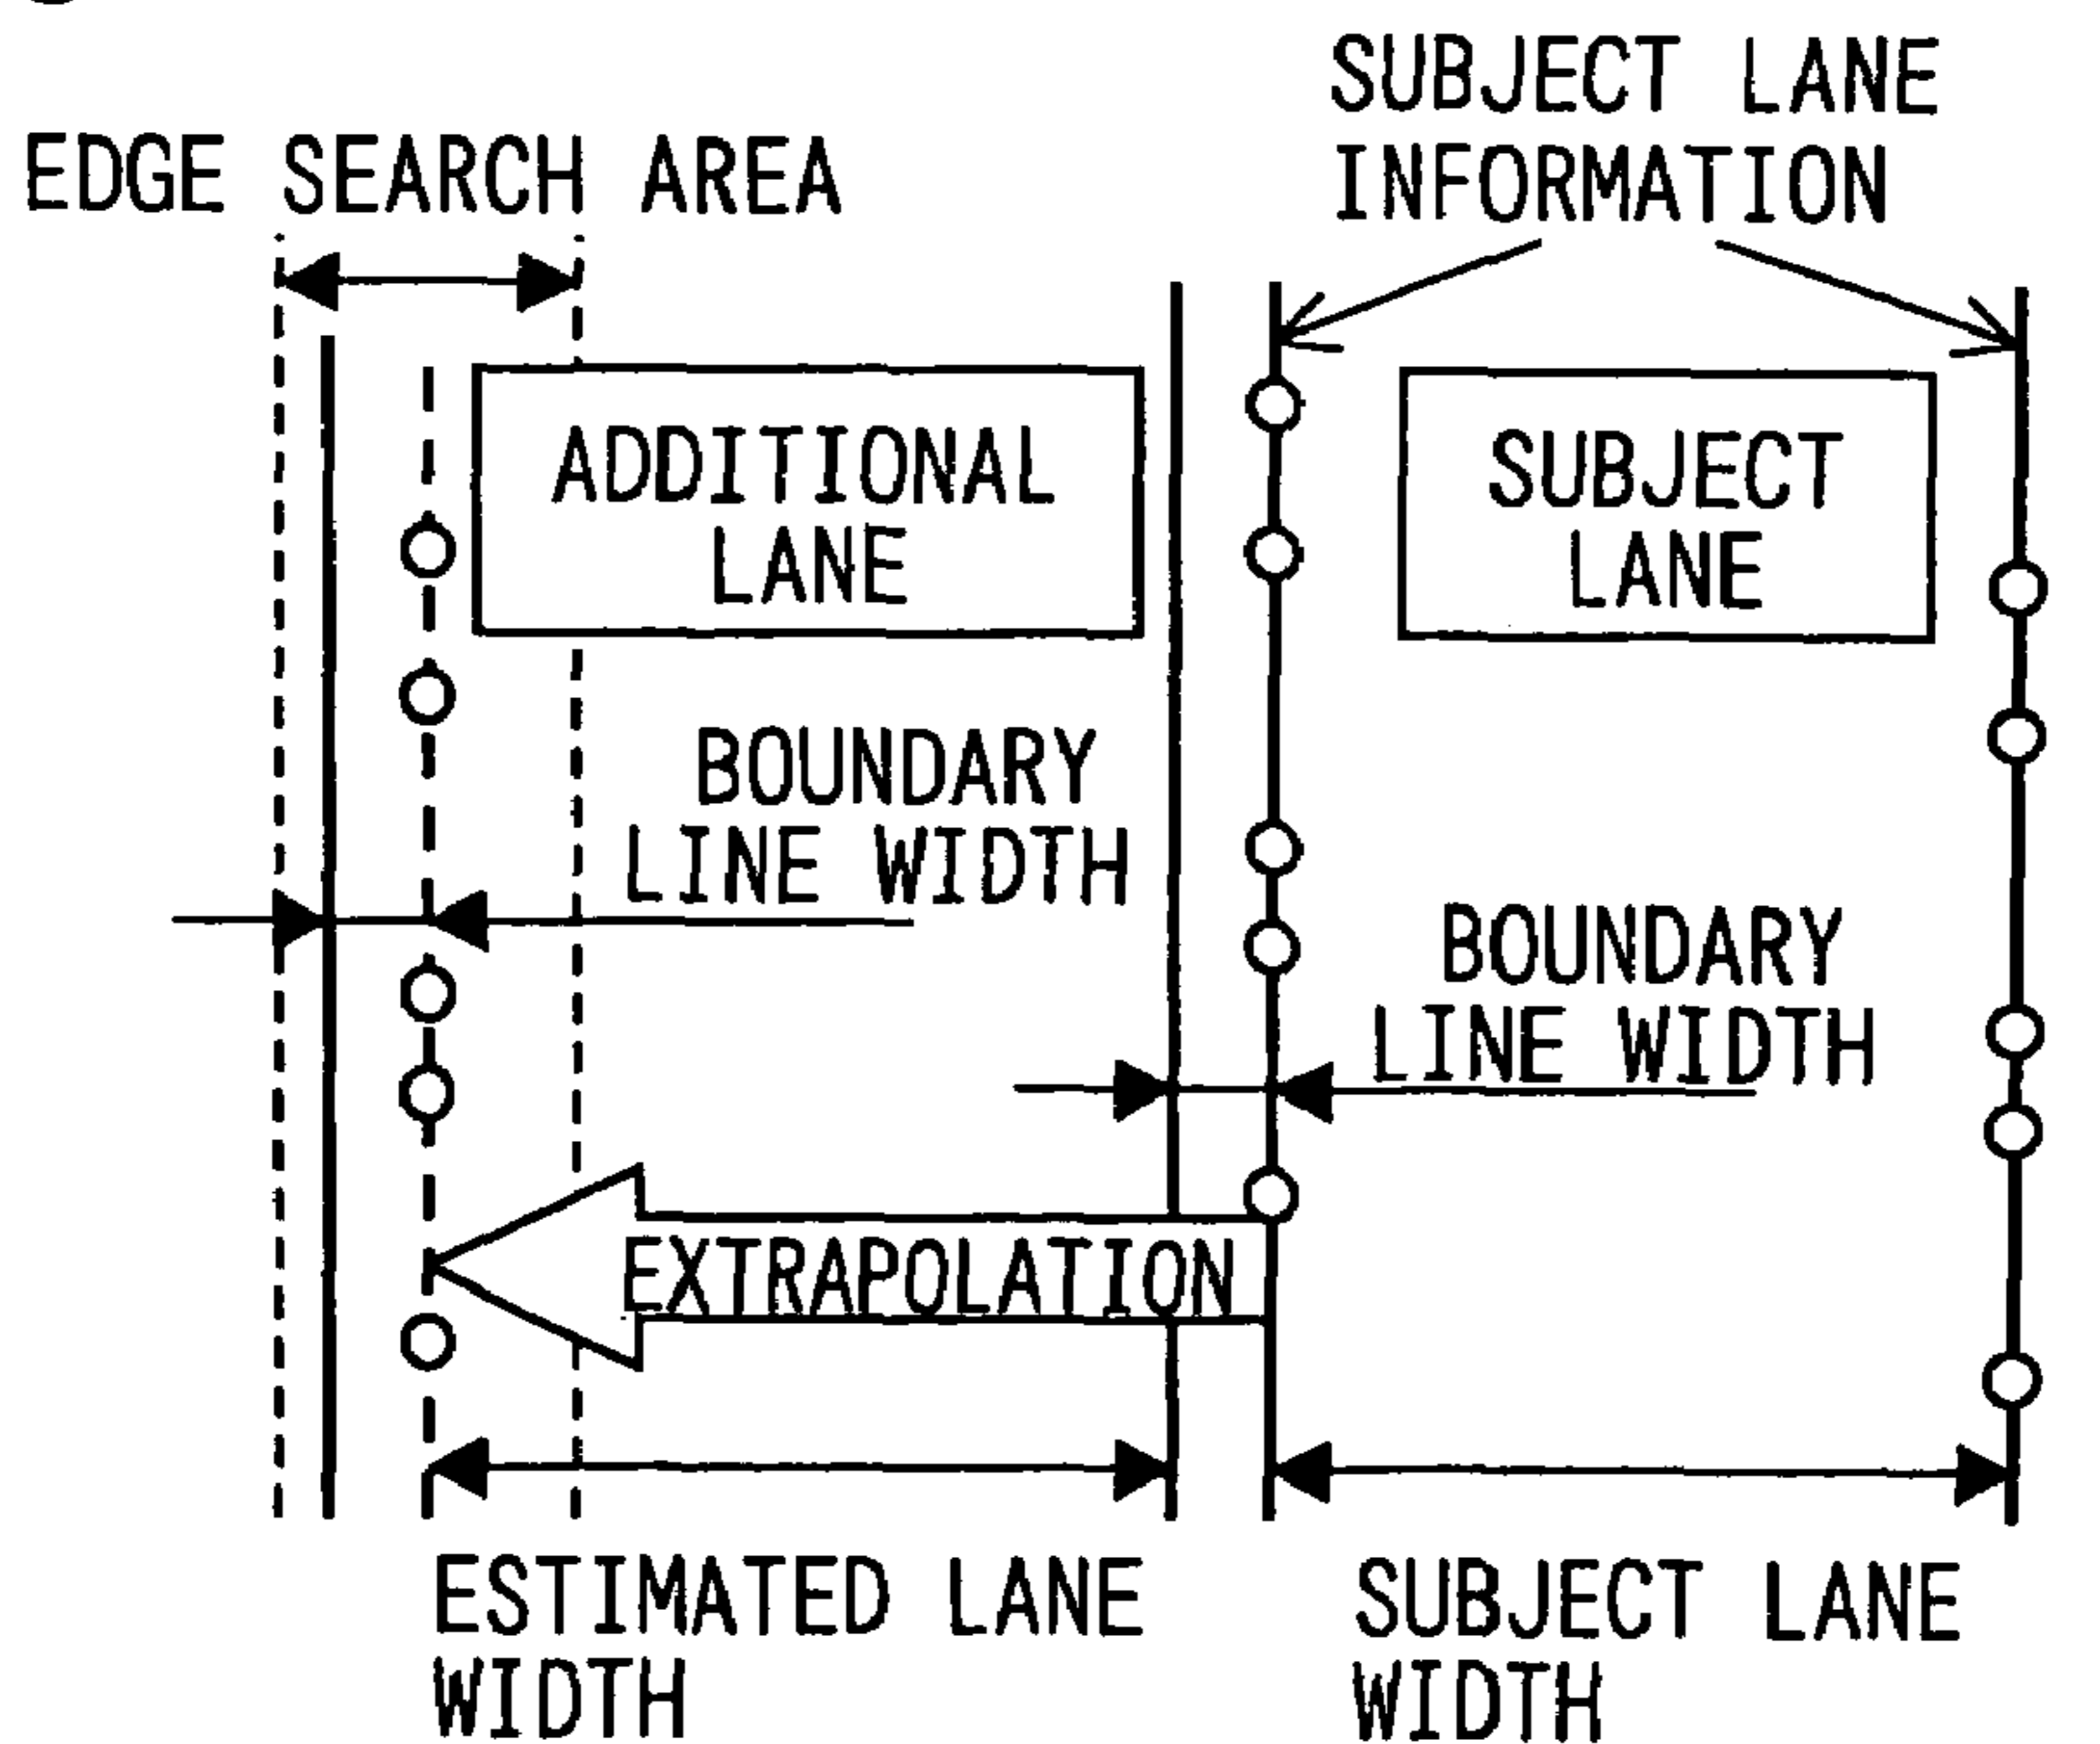 SUBJECT LANE
INFORMATION
EDGE SEARCH AREA
ADDITIONAL
LANE
SUBJECT
LANE
BOUNDARY
LINE WIDTH
BOUNDARY
LINE WIDTH
EXTRAPOLATION
ESTIMATED LANE
WIDTH
SUBJECT LANE
WIDTH